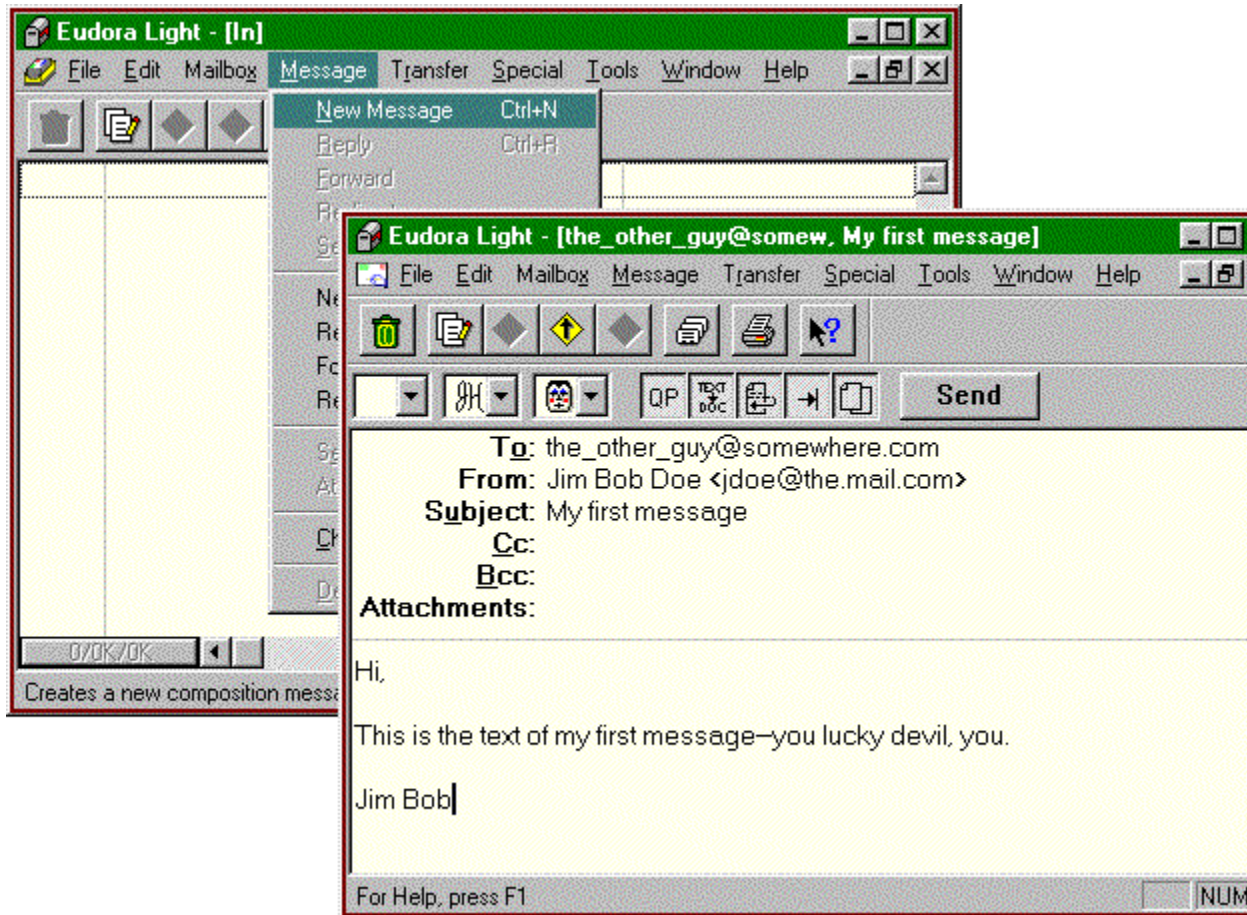 Eudora Light - [In]
File Edit Mailbox Message Transfer Special Tools Window Help
New Message Ctrl+N
Reply Ctrl+R
Forward
0/0K/0K
Creates a new composition
Eudora Light - [the_other_guy@somew, My first message]
File Edit Mailbox Message Transfer Special Tools Window Help
QP TEXT DOC Send
To: the_other_guy@somewhere.com
From: Jim Bob Doe <jdoe@the.mail.com>
Subject: My first message
Cc:
Bcc:
Attachments:
Hi,
This is the text of my first message--you lucky devil, you.
Jim Bob
For Help, press F1 NUM